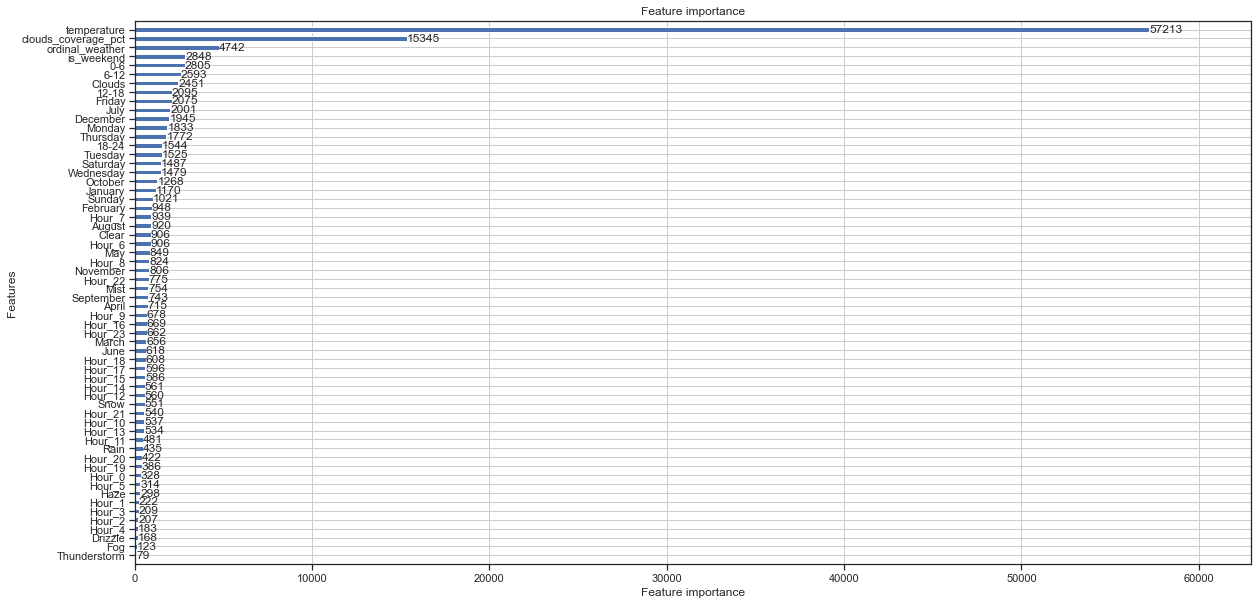 Feature importance
temperature 57213
clouds_coverage_pct 15345
ordinal_weather 4742
is_weekend 2848
0-6 2805
6-12 2593
Clouds 2451
12-18 2095
Friday 2075
July 2001
December 1945
Monday 1833
Thursday 1772
18-24 1544
Tuesday 1525
Saturday 1487
Wednesday 1479
October 1268
January 1170
Sunday 1021
February 948
Hour_7 939
August 920
Clear 906
Hour_6 906
May 849
Hour_8 824
November 806
Hour_22 775
Mist 754
September 743
April 715
Hour_9 678
Hour_16 669
Hour_23 662
March 656
June 618
Hour_18 608
Hour_17 596
Hour_15 586
Hour_14 561
Hour_12 560
Snow 551
Hour_21 540
Hour_10 537
Hour_13 534
Hour_11 481
Rain 435
Hour_20 422
Hour_19 386
Hour_0 328
Hour_5 314
Haze 298
Hour_1 222
Hour_3 209
Hour_2 207
Hour_4 183
Drizzle 168
Fog 123
Thunderstorm 79
Features
0 10000 20000 30000 40000 50000 60000
Feature importance